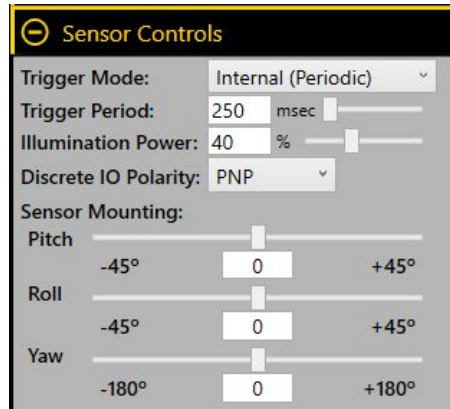 Sensor Controls
Trigger Mode: Internal (Periodic)
Trigger Period: 250 msec
Illumination Power: 40 %
Discrete IO Polarity: PNP
Sensor Mounting:
Pitch
-45° 0 +45°
Roll
-45° 0 +45°
Yaw
-180° 0 +180°